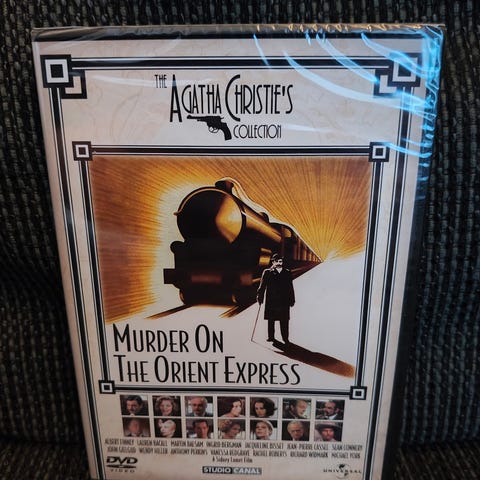 THE
AGATHA CHRISTIE'S
COLLECTION
MURDER ON
THE ORIENT EXPRESS
ALBERT FINNEY LAUREN BACALL MARTIN BALSAM INGRID BERGMAN JACQUELINE BISSET JEAN-PIERRE CASSEL SEAN CONNERY
JOHN GIELGUD WENDY HILLER ANTHONY PERKINS VANESSA REDGRAVE RACHEL ROBERTS RICHARD WIDMARK MICHAEL YORK
A Sidney Lumet Film
DVD
VIDEO
STUDIO CANAL
UNIVERSAL